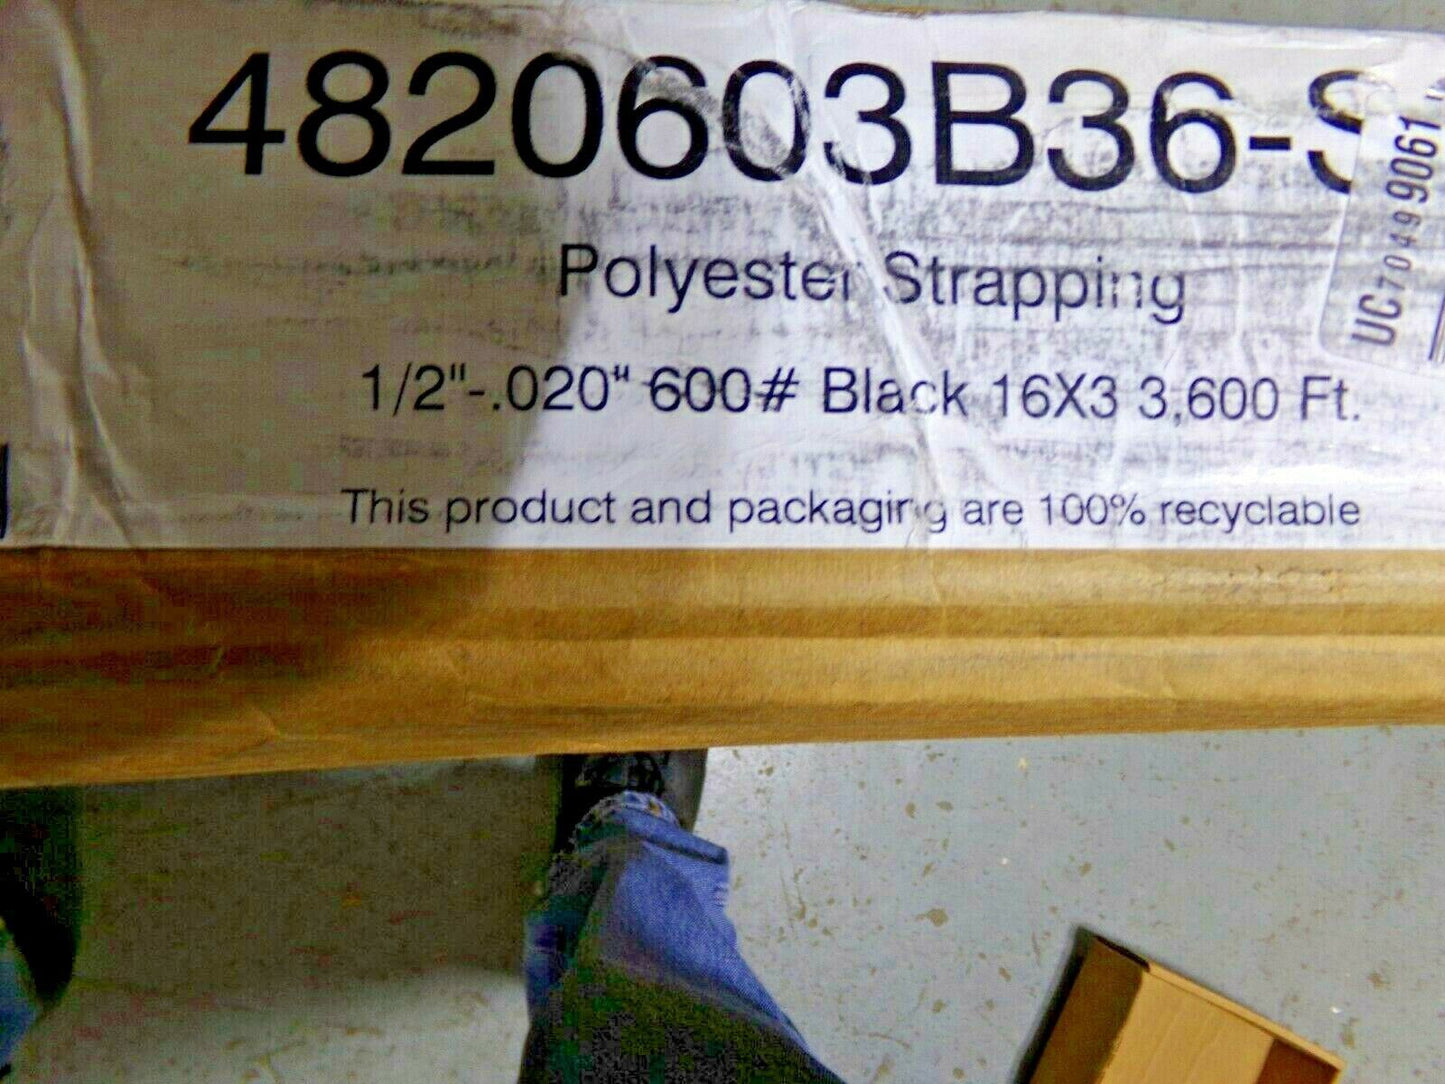 4820603B36-S
Polyester Strapping
1/2"-.020" 600# Black 16X3 3,600 Ft.
This product and packaging are 100% recyclable
UC70499061